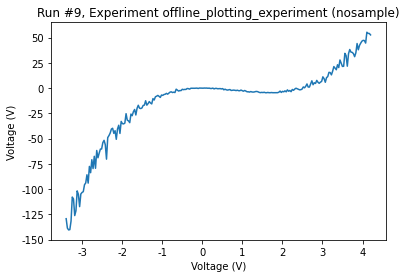 Run #9, Experiment offline_plotting_experiment (nosample)
Voltage (V)
50
25
0
-25
-50
-75
-100
-125
-150
-3 -2 -1 0 1 2 3 4
Voltage (V)